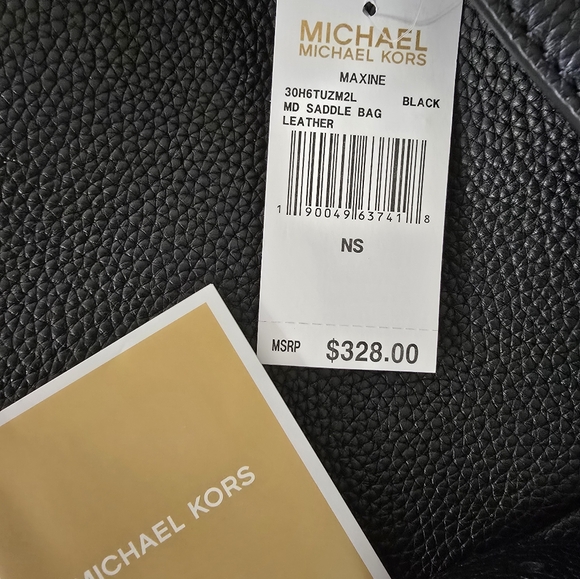 MICHAEL
MICHAEL KORS
MAXINE
30H6TUZM2L BLACK
MD SADDLE BAG
LEATHER
1 90049 63741 8
NS
MSRP $328.00
MICHAEL KORS